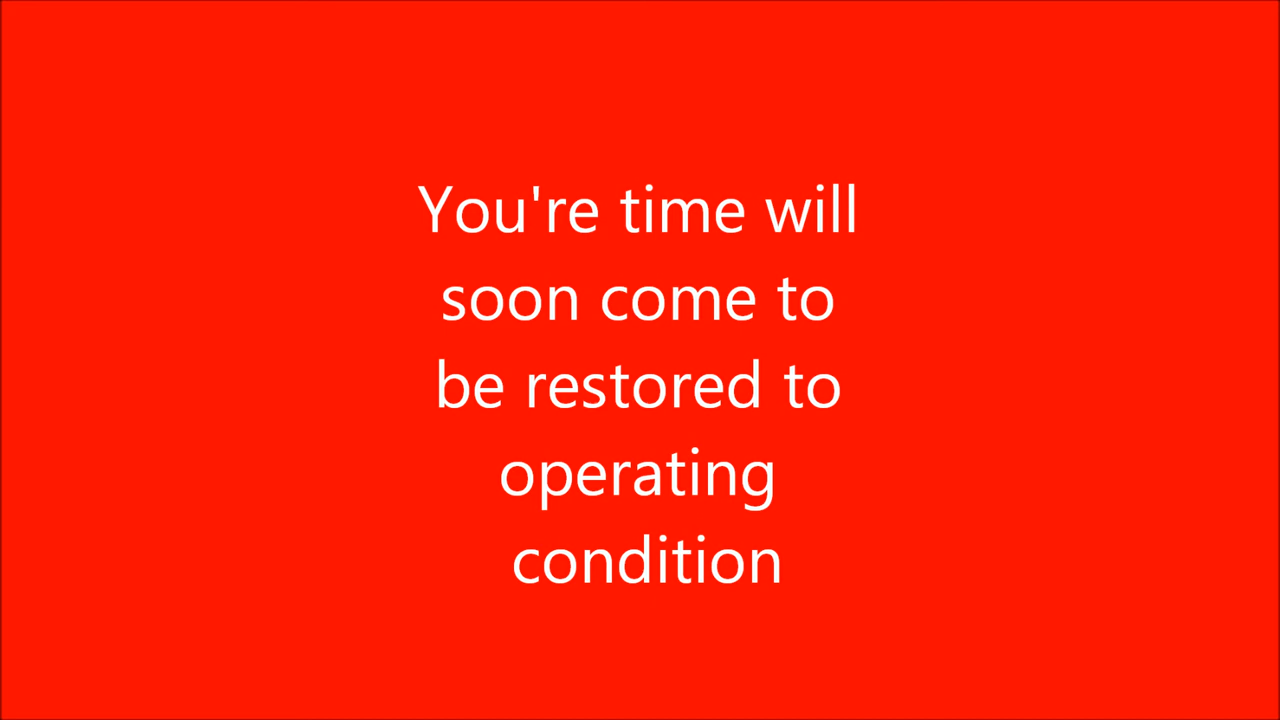 You're time will
soon come to
be restored to
operating
condition